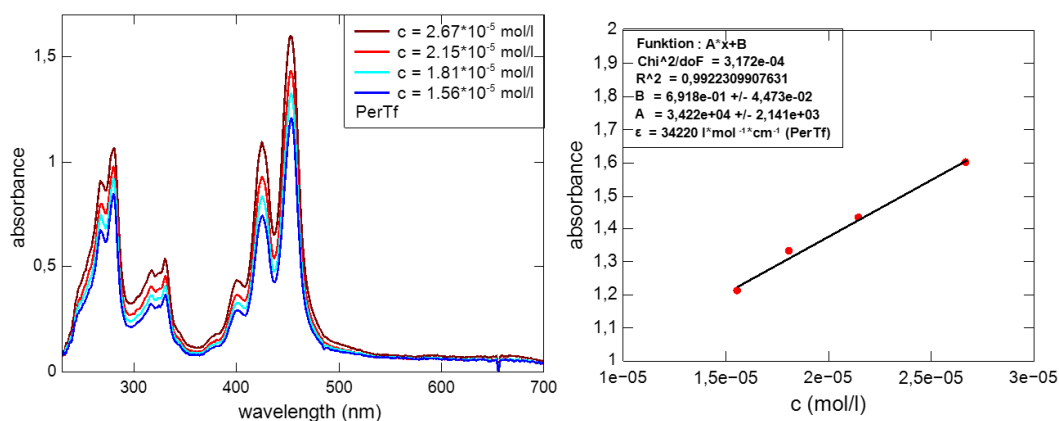 c = 2.67*10-5 mol/l
c = 2.15*10-5 mol/l
c = 1.81*10-5 mol/l
c = 1.56*10-5 mol/l
PerTf
1.5
1
0,5
0
300
400
500
600
700
absorbance
wavelength (nm)
Funktion : A*x+B
Chi^2/doF = 3,172e-04
R^2 = 0,9922309907631
B = 6,918e-01 +/- 4,473e-02
A = 3,422e+04 +/- 2,141e+03
ε = 34220 l*mol⁻¹*cm⁻¹ (PerTf)
2
1,9
1,8
1,7
1,6
1,5
1,4
1,3
1,2
1,1
1
1e-05
1,5e-05
2e-05
2,5e-05
3e-05
absorbance
c (mol/l)